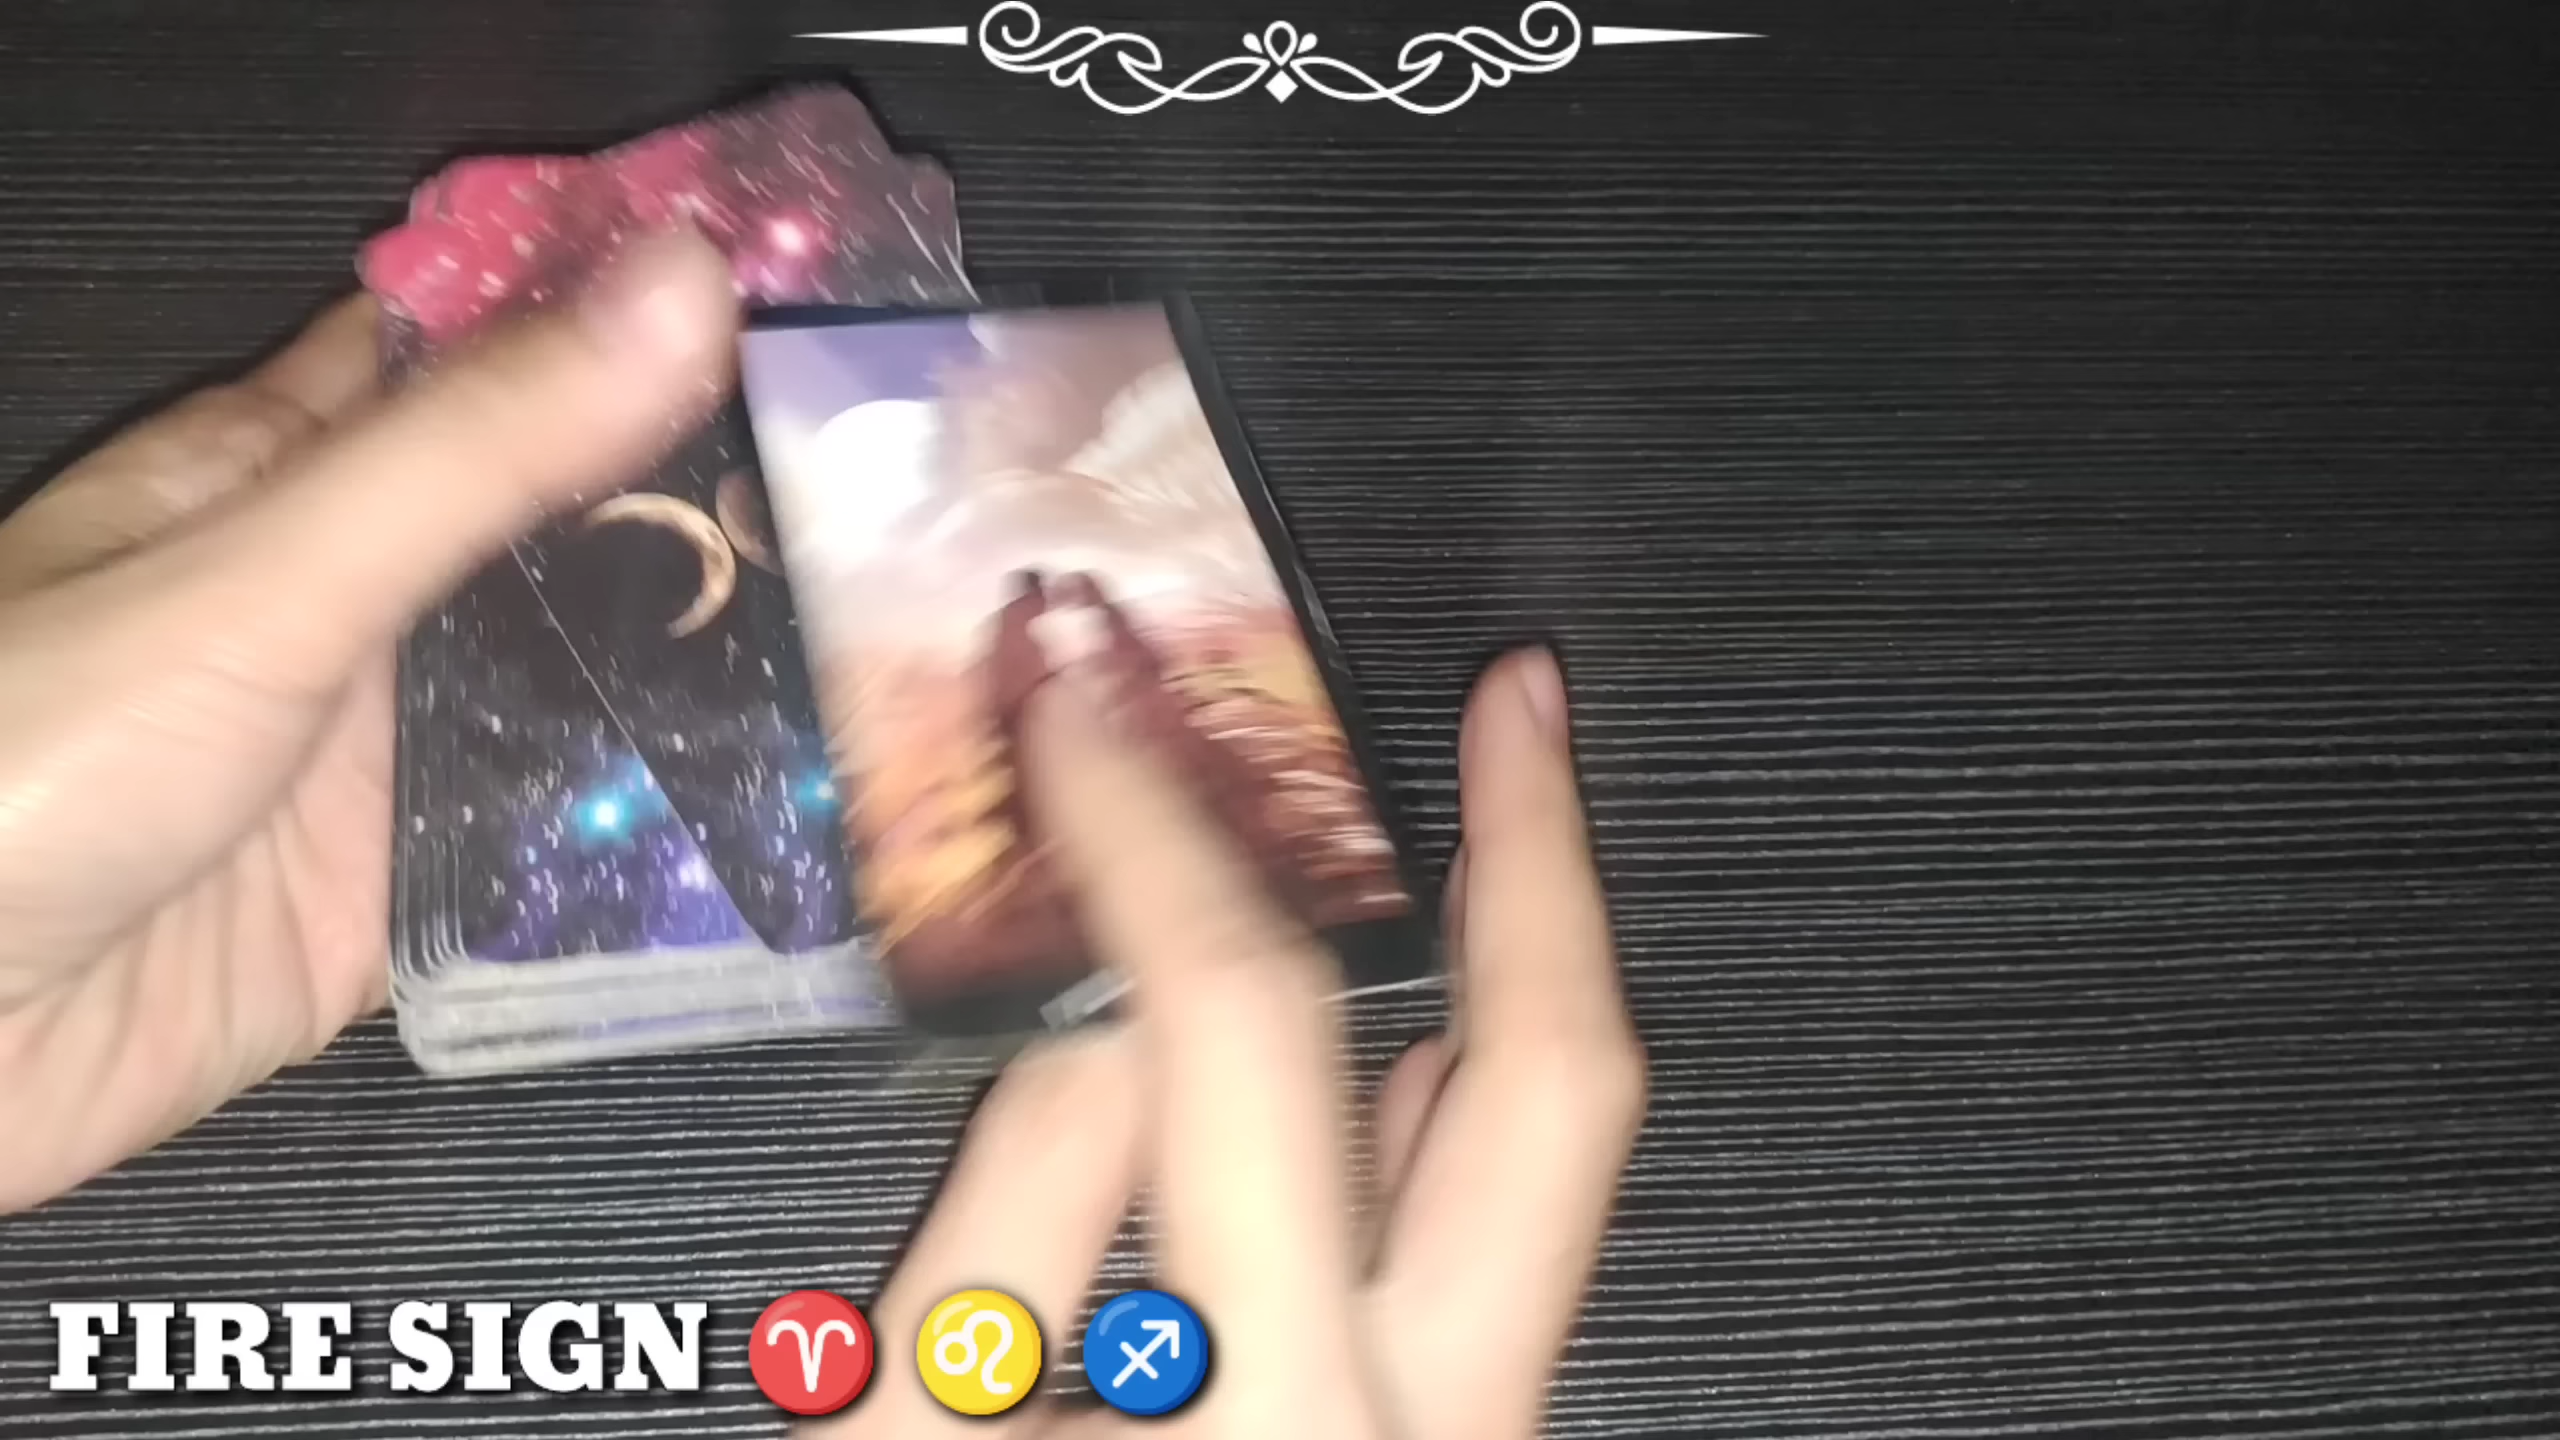 FIRE SIGN ♈ ♌ ♐